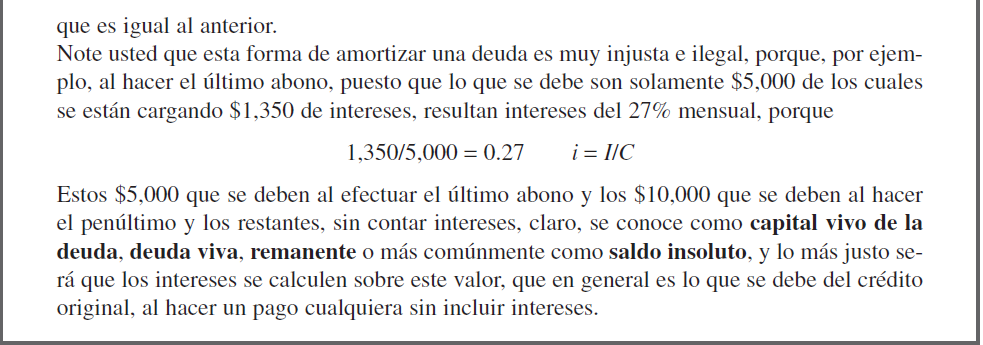 que es igual al anterior.
Note usted que esta forma de amortizar una deuda es muy injusta e ilegal, porque, por ejem-
plo, al hacer el último abono, puesto que lo que se debe son solamente $5,000 de los cuales
se están cargando $1,350 de intereses, resultan intereses del 27% mensual, porque
1,350/5,000 = 0.27 i = I/C
Estos $5,000 que se deben al efectuar el último abono y los $10,000 que se deben al hacer
el penúltimo y los restantes, sin contar intereses, claro, se conoce como capital vivo de la
deuda, deuda viva, remanente o más comúnmente como saldo insoluto, y lo más justo se-
rá que los intereses se calculen sobre este valor, que en general es lo que se debe del crédito
original, al hacer un pago cualquiera sin incluir intereses.